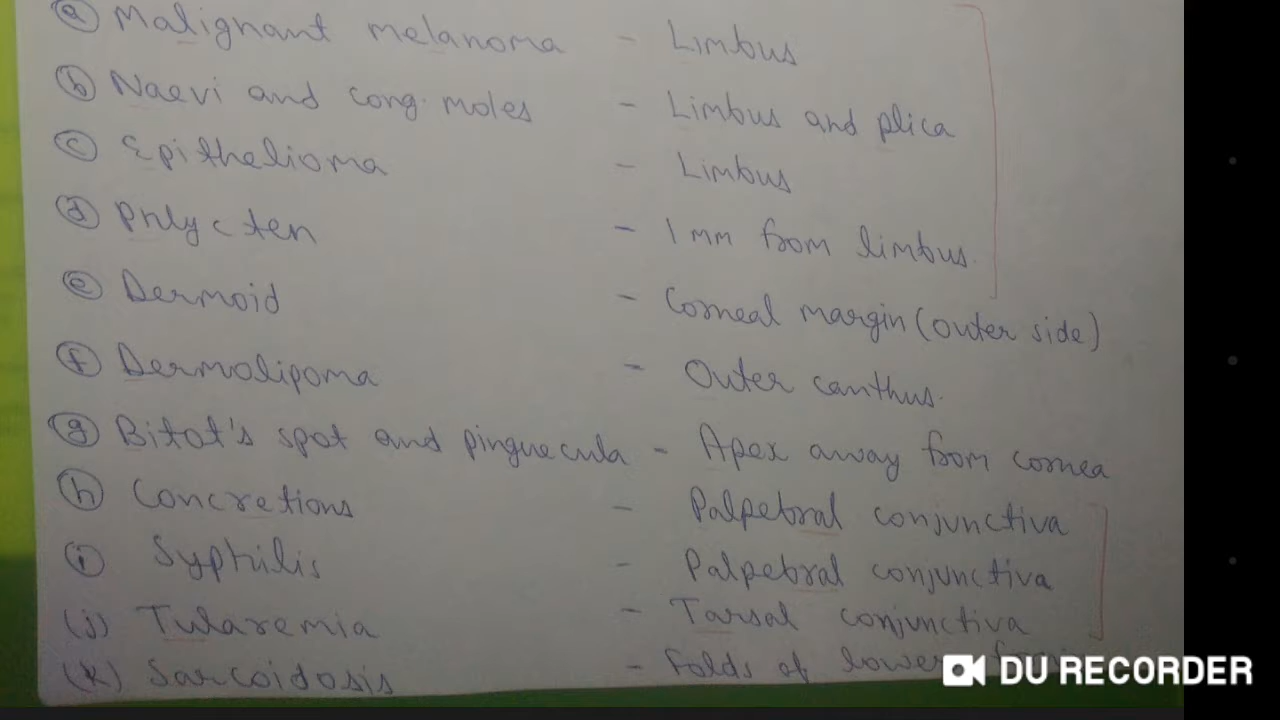 (a) Malignant melanoma - Limbus
(b) Naevi and cong. moles - Limbus and plica
(c) Epithelioma - Limbus
(d) Phlycten - 1 mm from limbus.
(e) Dermoid - Corneal margin (outer side)
(f) Dermolipoma - Outer canthus.
(g) Bitot's spot and pinguecula - Apex away from cornea
(h) Concretions - Palpebral conjunctiva
(i) Syphilis - Palpebral conjunctiva
(j) Tularemia - Tarsal conjunctiva
(k) Sarcoidosis - Folds of lower
DU RECORDER